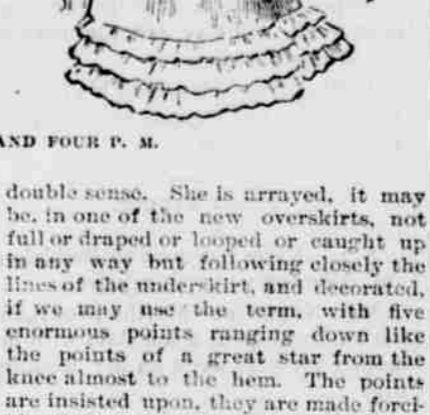 AND FOUR P. M.
double sense. She is arrayed, it may
be, in one of the new overskirts, not
full or draped or looped or caught up
in any way but following closely the
lines of the underskirt, and decorated,
if we may use the term, with five
enormous points ranging down like
the points of a great star from the
knee almost to the hem. The points
are insisted upon, they are made forci-